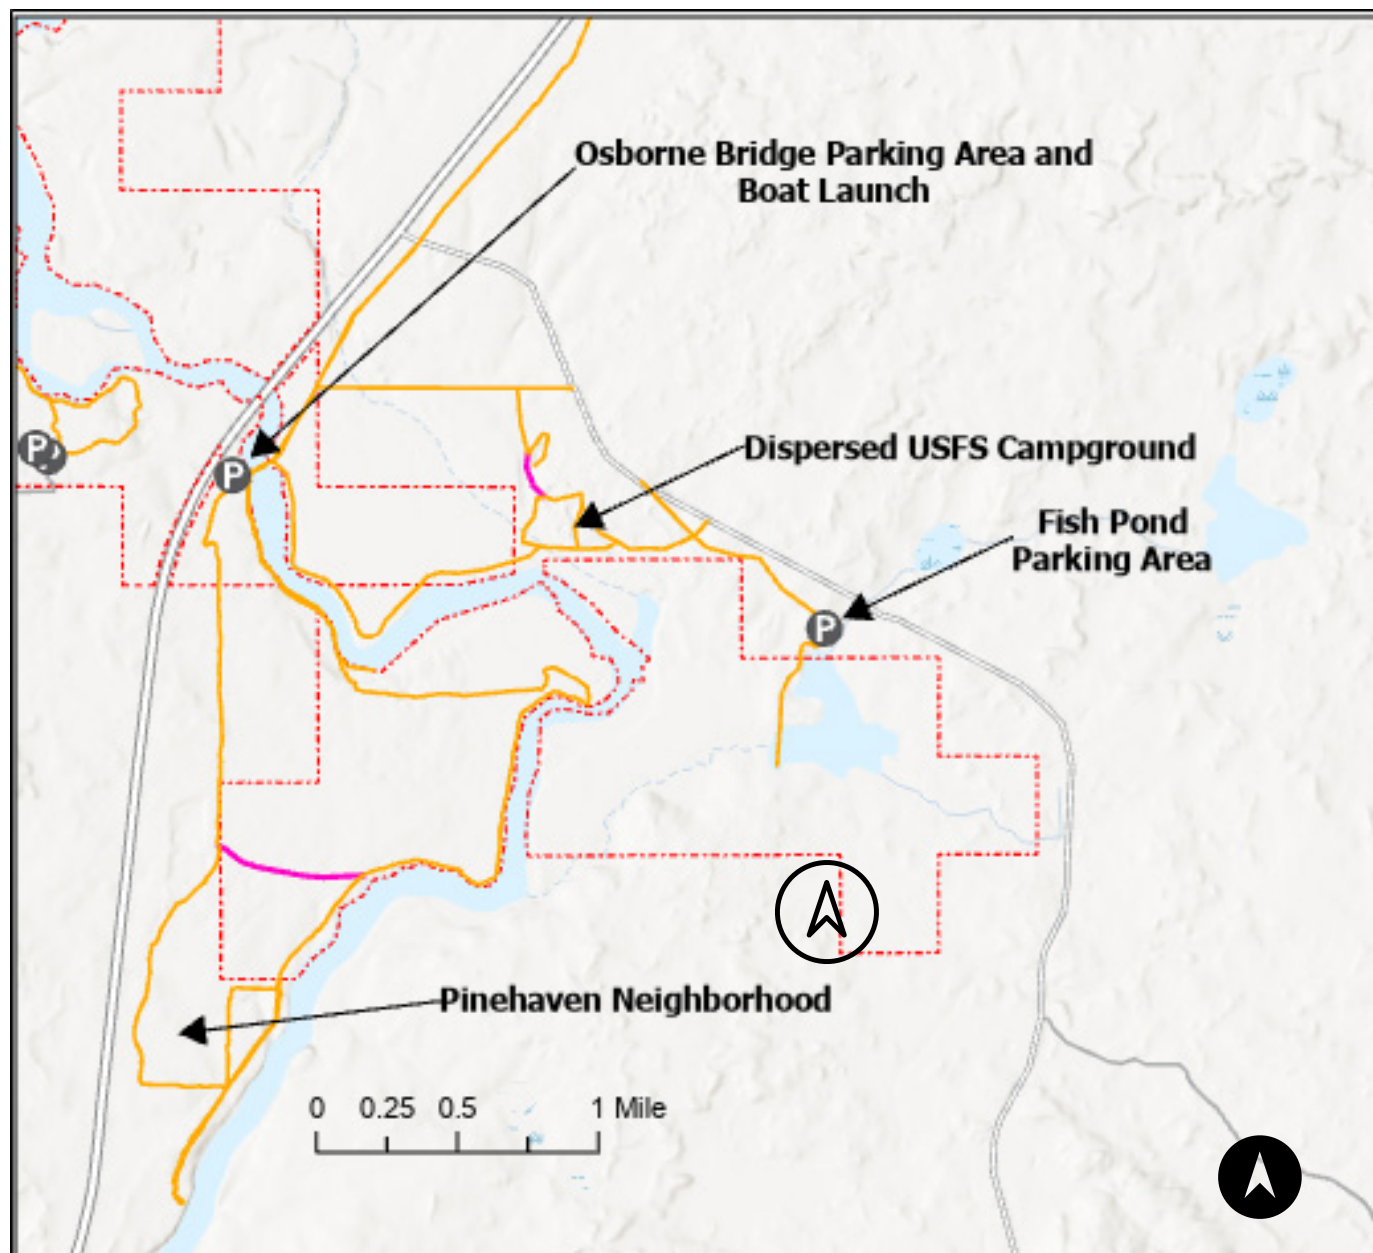 Osborne Bridge Parking Area and
Boat Launch
P
P
Dispersed USFS Campground
Fish Pond
Parking Area
P
Pinehaven Neighborhood
0 0.25 0.5 1 Mile